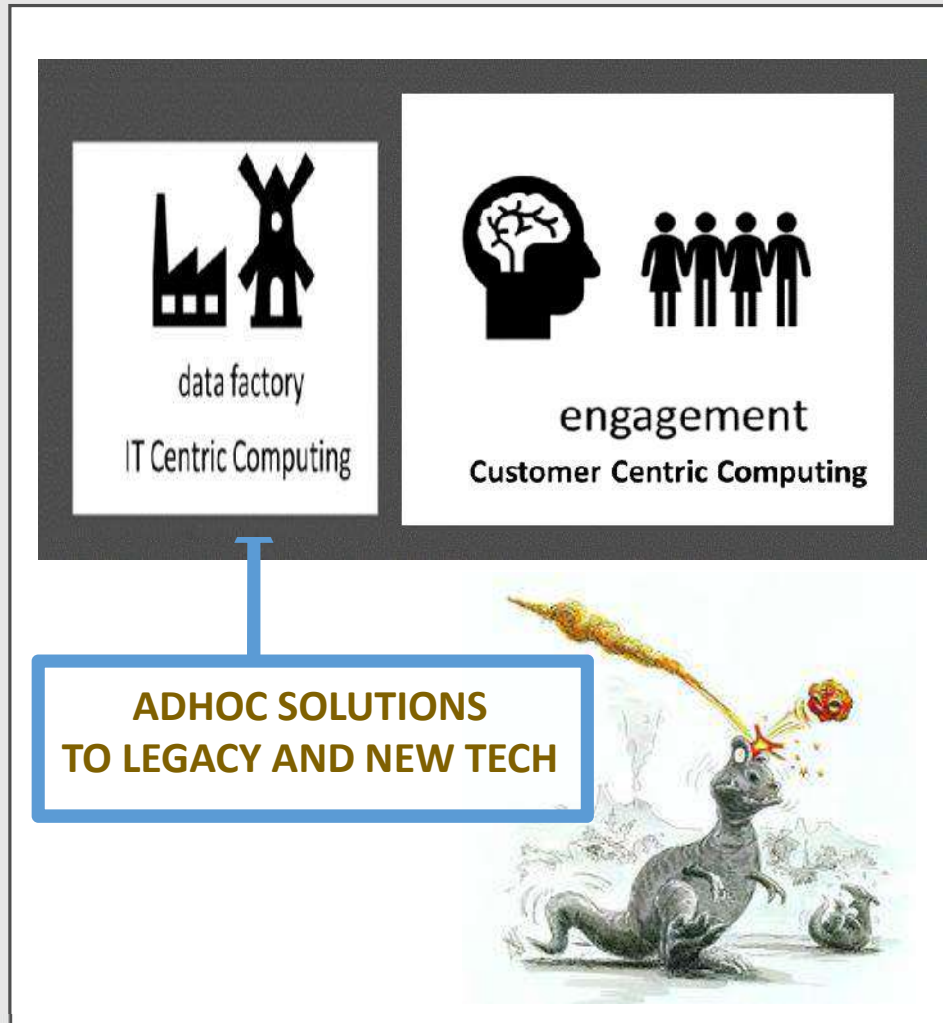 data factory
IT Centric Computing
engagement
Customer Centric Computing
ADHOC SOLUTIONS
TO LEGACY AND NEW TECH